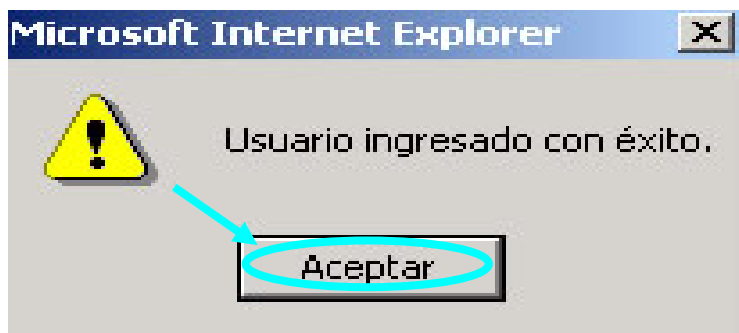 Microsoft Internet Explorer
Usuario ingresado con éxito.
Aceptar